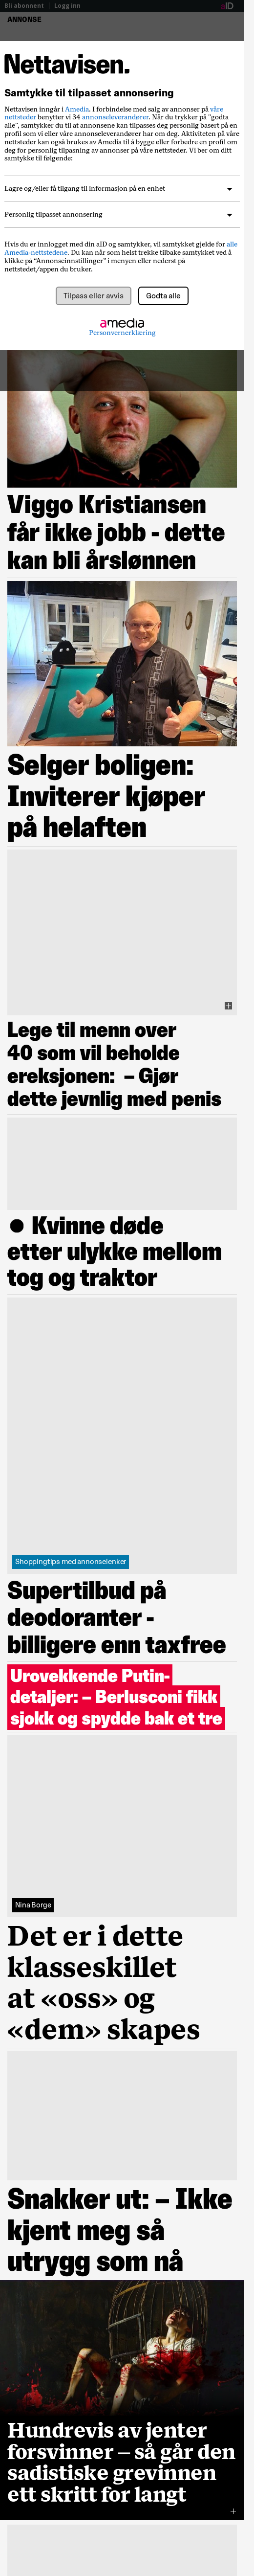 Bli abonnent | Logg inn
aID
ANNONSE
Nettavisen.
Samtykke til tilpasset annonsering
Nettavisen inngår i Amedia. I forbindelse med salg av annonser på våre
nettsteder benytter vi 34 annonseleverandører. Når du trykker på "godta
alle", samtykker du til at annonsene kan tilpasses deg personlig basert på en
profil som vi eller våre annonseleverandører har om deg. Aktiviteten på våre
nettsteder kan også brukes av Amedia til å bygge eller forbedre en profil om
deg for personlig tilpasning av annonser på våre nettsteder. Vi ber om ditt
samtykke til følgende:
Lagre og/eller få tilgang til informasjon på en enhet
Personlig tilpasset annonsering
Hvis du er innlogget med din aID og samtykker, vil samtykket gjelde for alle
Amedia-nettstedene. Du kan når som helst trekke tilbake samtykket ved å
klikke på “Annonseinnstillinger” i menyen eller nederst på
nettstedet/appen du bruker.
Tilpass eller avvis
Godta alle
amedia
Personvernerklæring
Viggo Kristiansen
får ikke jobb - dette
kan bli årslønnen
Selger boligen:
Inviterer kjøper
på helaften
Lege til menn over
40 som vil beholde
ereksjonen: – Gjør
dette jevnlig med penis
● Kvinne døde
etter ulykke mellom
tog og traktor
Shoppingtips med annonselenker
Supertilbud på
deodoranter -
billigere enn taxfree
Urovekkende Putin-
detaljer: – Berlusconi fikk
sjokk og spydde bak et tre
Nina Borge
Det er i dette
klasseskillet
at «oss» og
«dem» skapes
Snakker ut: – Ikke
kjent meg så
utrygg som nå
Hundrevis av jenter
forsvinner – så går den
sadistiske grevinnen
ett skritt for langt